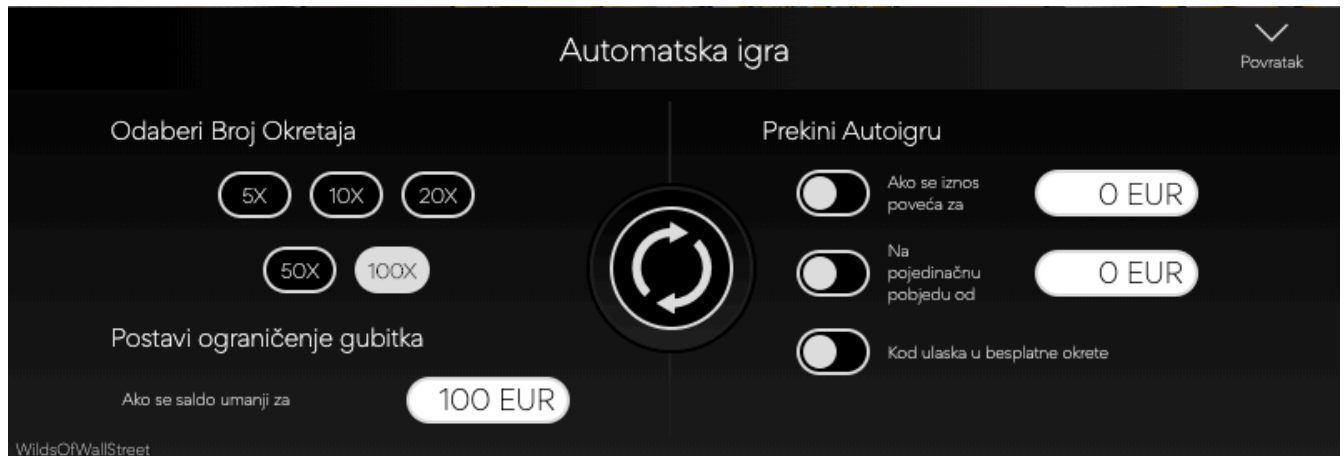 Automatska igra
Povratak
Odaberi Broj Okretaja
5X 10X 20X
50X 100X
Postavi ograničenje gubitka
Ako se saldo umanji za 100 EUR
Prekini Autoigru
Ako se iznos
poveća za
0 EUR
Na
pojedinačnu
pobjedu od
0 EUR
Kod ulaska u besplatne okrete
WildsOfWallStreet